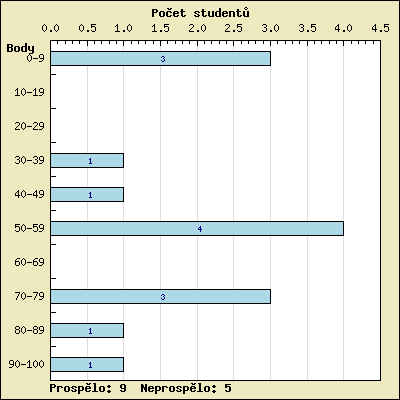 Počet studentů
0.0 0.5 1.0 1.5 2.0 2.5 3.0 3.5 4.0 4.5
Body
0-9 3
10-19
20-29
30-39 1
40-49 1
50-59 4
60-69
70-79 3
80-89 1
90-100 1
Prospělo: 9 Neprospělo: 5